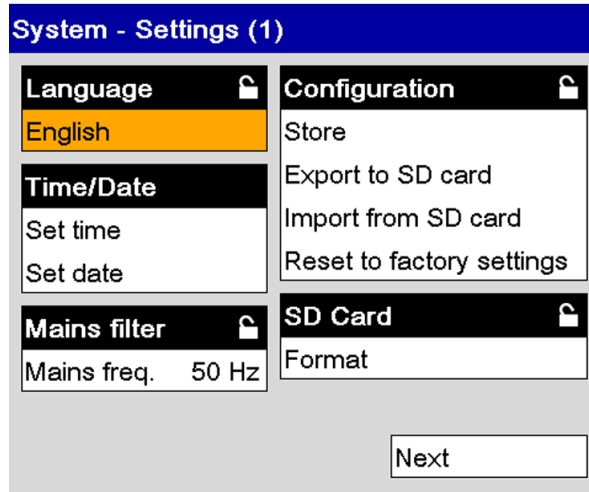 System - Settings (1)
Language
English
Time/Date
Set time
Set date
Mains filter
Mains freq. 50 Hz
Configuration
Store
Export to SD card
Import from SD card
Reset to factory settings
SD Card
Format
Next